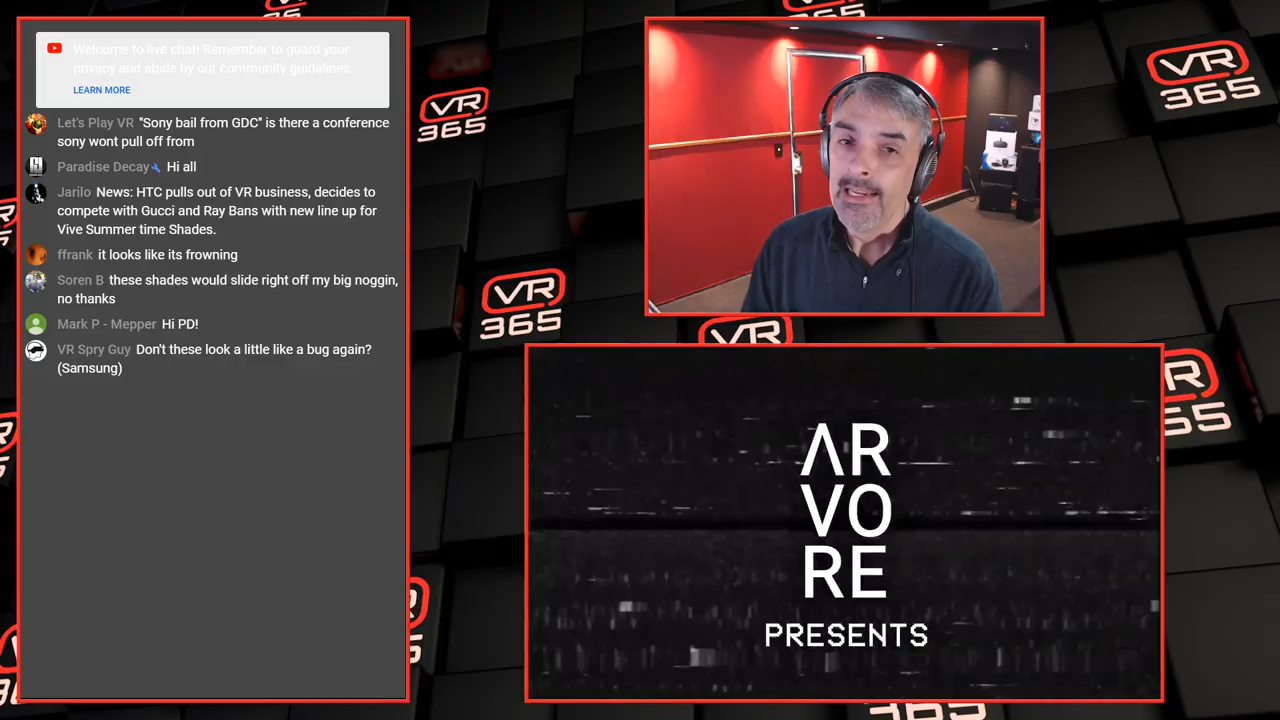 Welcome to live chat! Remember to guard your
privacy and abide by our community guidelines.
LEARN MORE
Let's Play VR "Sony bail from GDC" is there a conference
sony wont pull off from
Paradise Decay Hi all
Jarilo News: HTC pulls out of VR business, decides to
compete with Gucci and Ray Bans with new line up for
Vive Summer time Shades.
ffrank it looks like its frowning
Soren B these shades would slide right off my big noggin,
no thanks
Mark P - Mepper Hi PD!
VR Spry Guy Don't these look a little like a bug again?
(Samsung)
VR
365
VR
365
VR
365
ΛR
VO
RE
PRESENTS